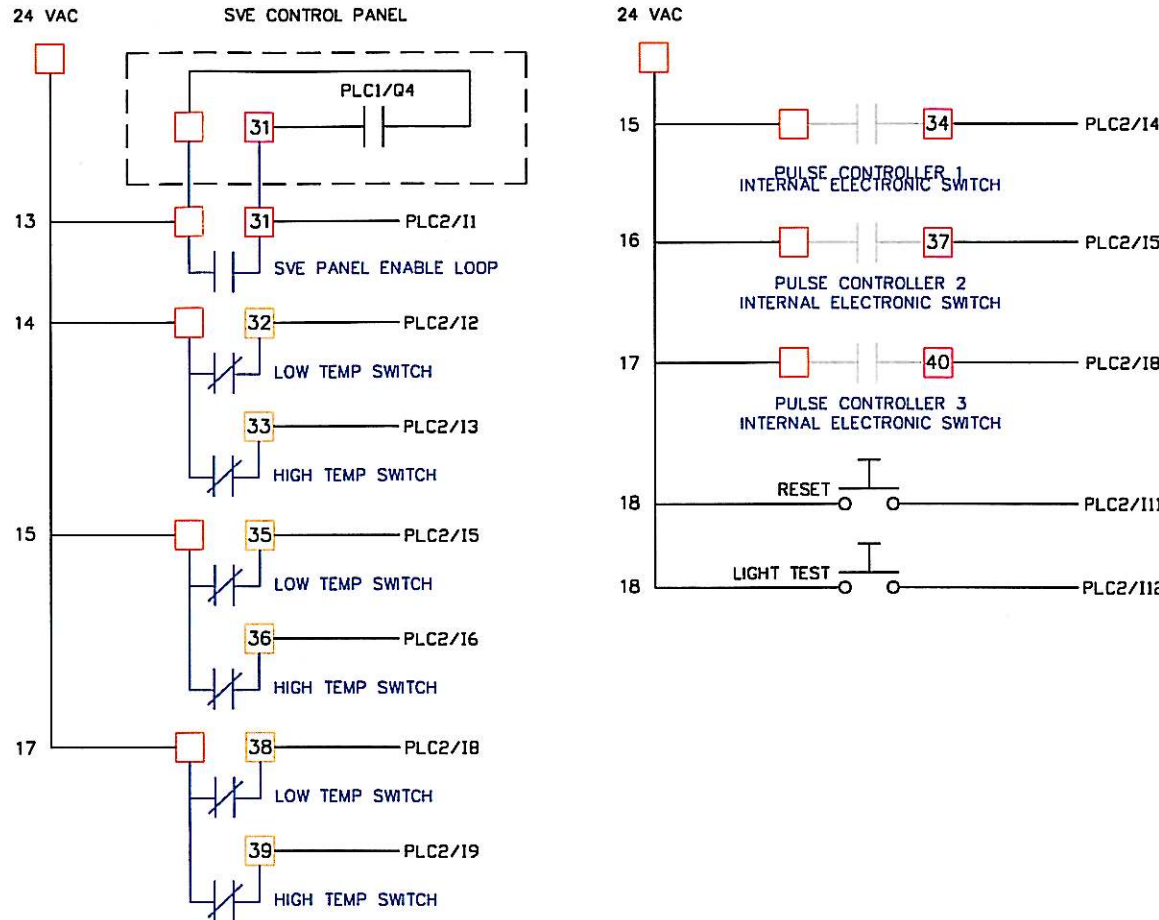 24 VAC
SVE CONTROL PANEL
PLC1/Q4
31
13
31
PLC2/I1
SVE PANEL ENABLE LOOP
14
32
PLC2/I2
LOW TEMP SWITCH
33
PLC2/I3
HIGH TEMP SWITCH
15
35
PLC2/I5
LOW TEMP SWITCH
36
PLC2/I6
HIGH TEMP SWITCH
17
38
PLC2/I8
LOW TEMP SWITCH
39
PLC2/I9
HIGH TEMP SWITCH
24 VAC
15
34
PLC2/I4
PULSE CONTROLLER 1
INTERNAL ELECTRONIC SWITCH
16
37
PLC2/I5
PULSE CONTROLLER 2
INTERNAL ELECTRONIC SWITCH
17
40
PLC2/I8
PULSE CONTROLLER 3
INTERNAL ELECTRONIC SWITCH
18
RESET
PLC2/I11
18
LIGHT TEST
PLC2/I12